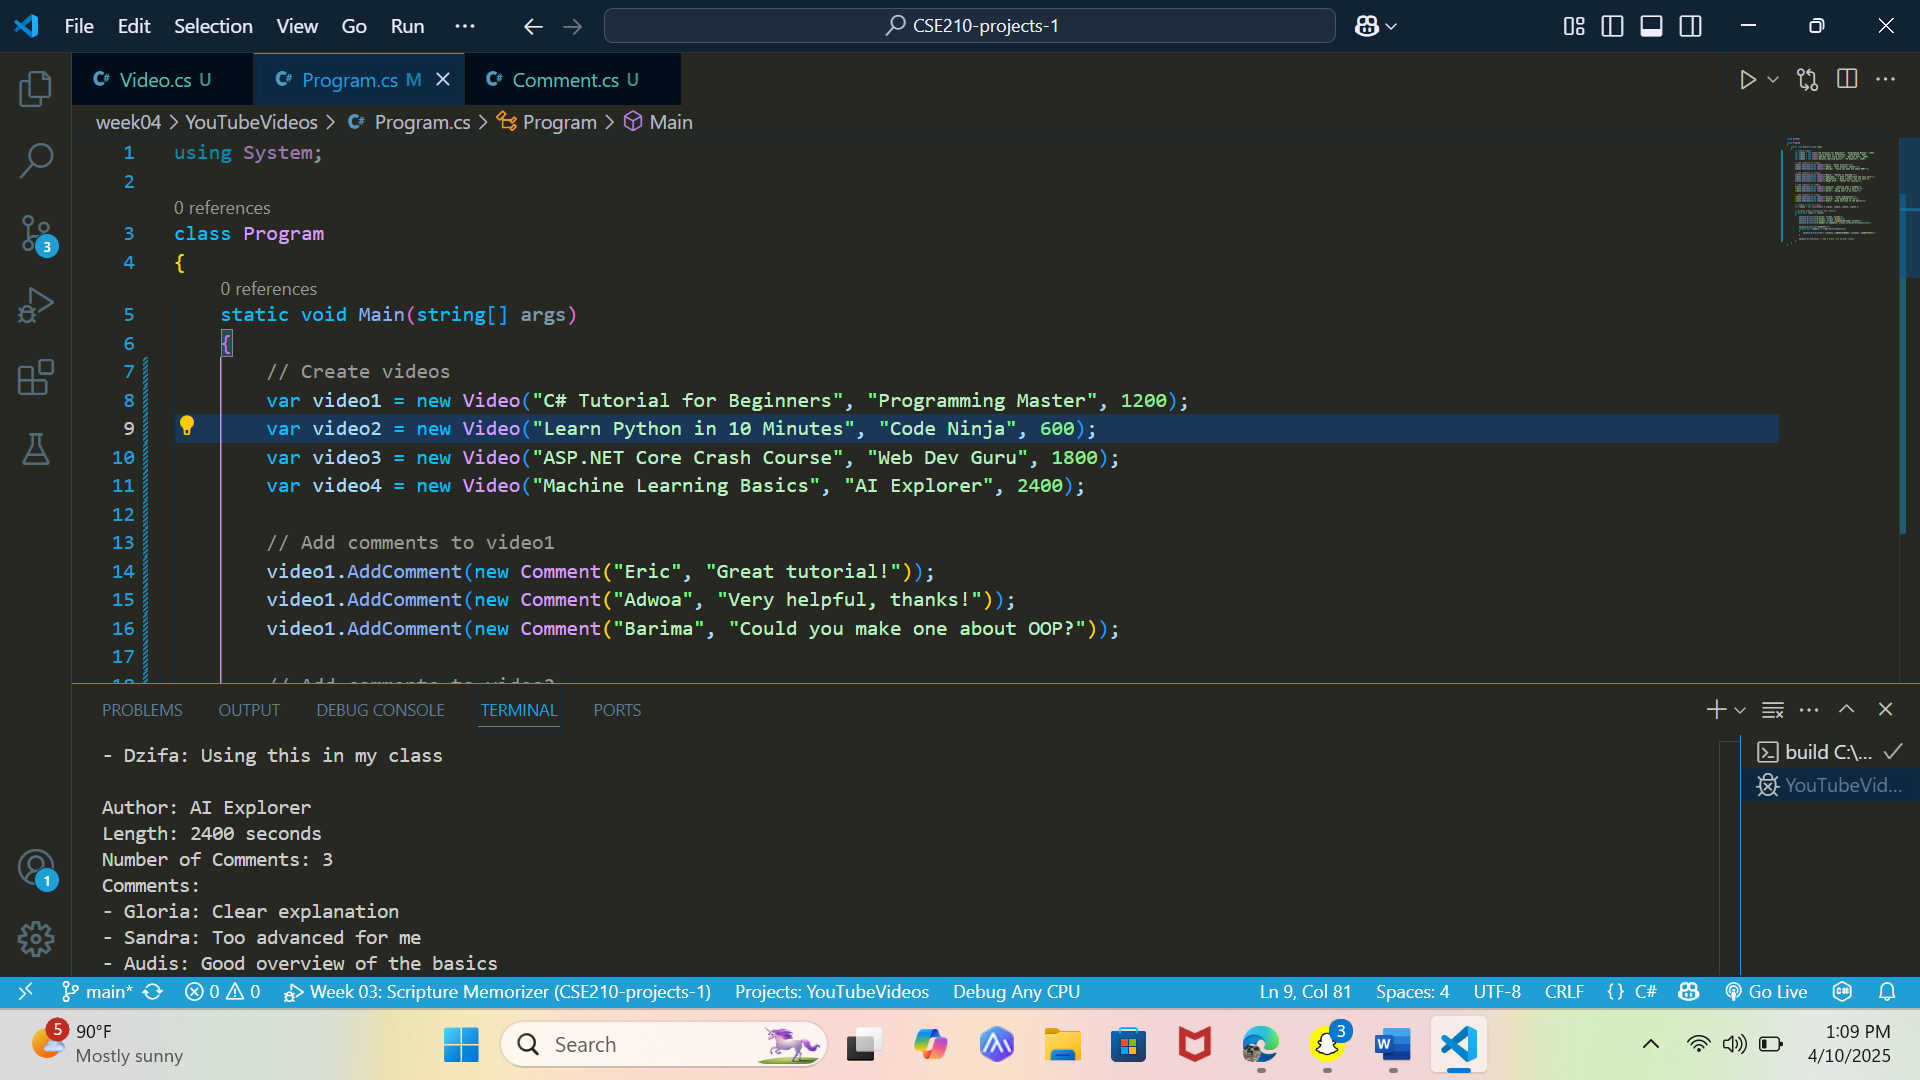 File Edit Selection View Go Run ... CSE210-projects-1
C# Video.cs U C# Program.cs M C# Comment.cs U
week04 > YouTubeVideos > C# Program.cs > Program > Main
1 using System;
2
0 references
3 class Program
4 {
0 references
5 static void Main(string[] args)
6 {
7 // Create videos
8 var video1 = new Video("C# Tutorial for Beginners", "Programming Master", 1200);
9 var video2 = new Video("Learn Python in 10 Minutes", "Code Ninja", 600);
10 var video3 = new Video("ASP.NET Core Crash Course", "Web Dev Guru", 1800);
11 var video4 = new Video("Machine Learning Basics", "AI Explorer", 2400);
12
13 // Add comments to video1
14 video1.AddComment(new Comment("Eric", "Great tutorial!"));
15 video1.AddComment(new Comment("Adwoa", "Very helpful, thanks!"));
16 video1.AddComment(new Comment("Barima", "Could you make one about OOP?"));
17
3
PROBLEMS OUTPUT DEBUG CONSOLE TERMINAL PORTS
- Dzifa: Using this in my class
build C:\...
YouTubeVid...
Author: AI Explorer
Length: 2400 seconds
Number of Comments: 3
Comments:
- Gloria: Clear explanation
- Sandra: Too advanced for me
- Audis: Good overview of the basics
1
main* 0 0 Week 03: Scripture Memorizer (CSE210-projects-1) Projects: YouTubeVideos Debug Any CPU Ln 9, Col 81 Spaces: 4 UTF-8 CRLF {} C# Go Live
5 90°F
Mostly sunny
Search
3
W
1:09 PM
4/10/2025